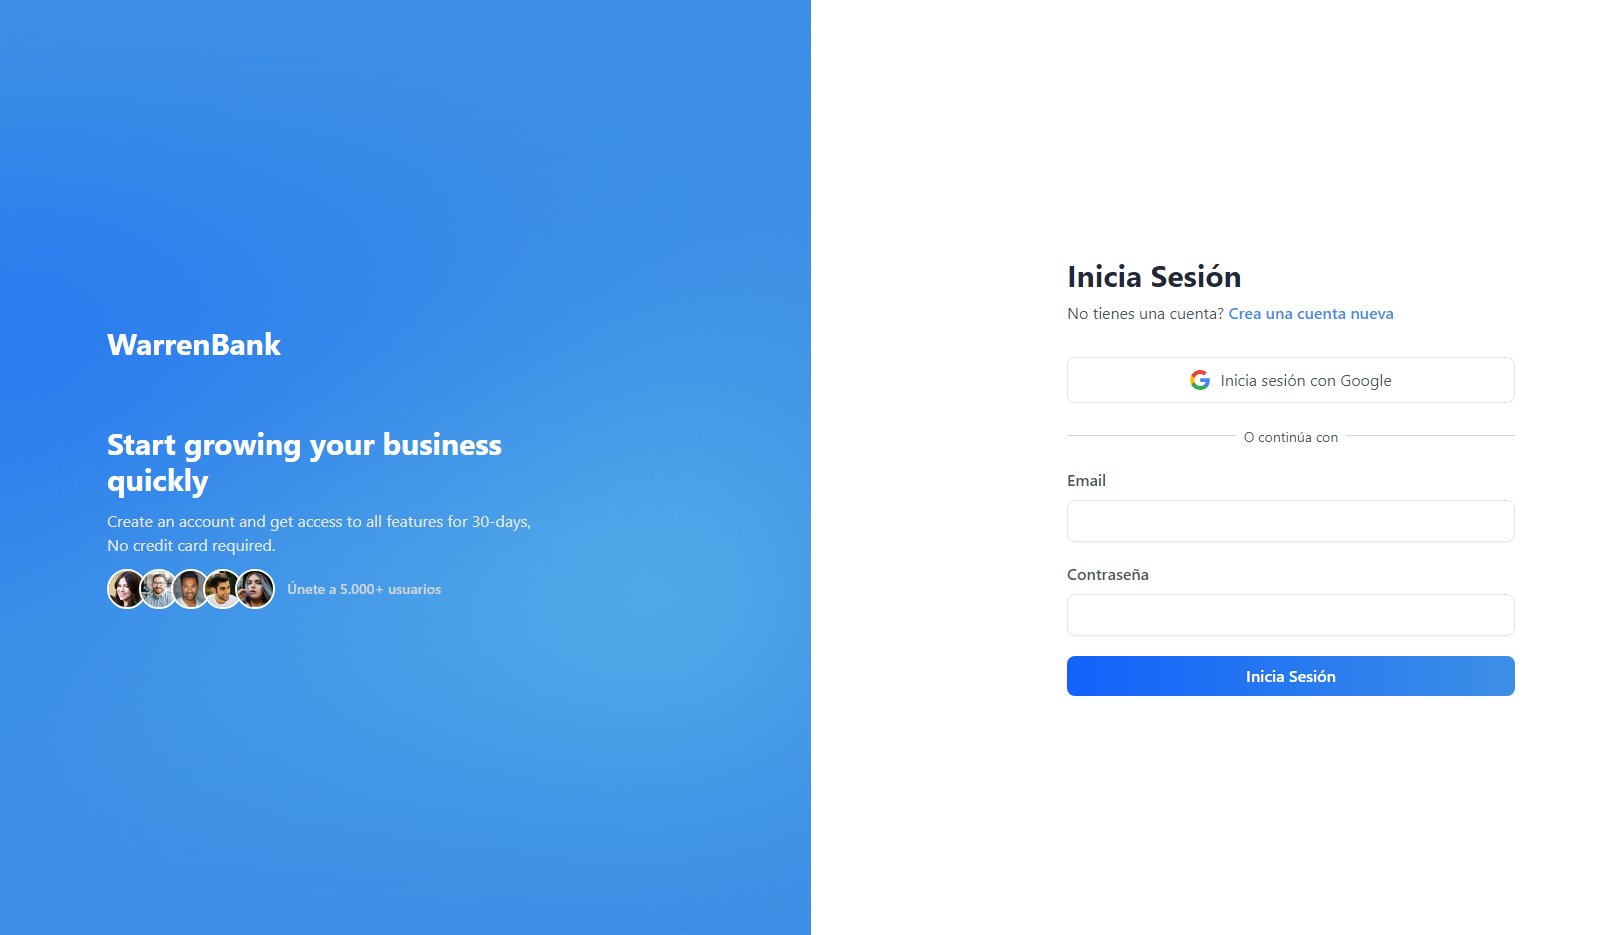 WarrenBank
Start growing your business
quickly
Create an account and get access to all features for 30-days,
No credit card required.
Únete a 5.000+ usuarios
Inicia Sesión
No tienes una cuenta? Crea una cuenta nueva
Inicia sesión con Google
O continúa con
Email
Contraseña
Inicia Sesión